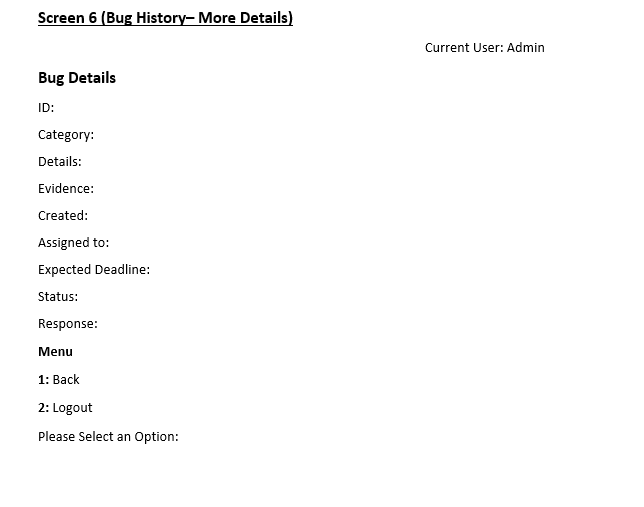 Screen 6 (Bug History– More Details)
Current User: Admin
Bug Details
ID:
Category:
Details:
Evidence:
Created:
Assigned to:
Expected Deadline:
Status:
Response:
Menu
1: Back
2: Logout
Please Select an Option: